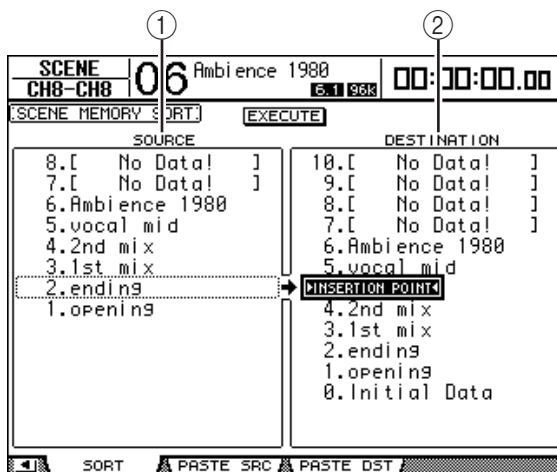 ① ②
SCENE
CH8-CH8
06 Ambience 1980
6.1 96k
00:00:00.00
SCENE MEMORY SORT
EXECUTE
SOURCE
8.[ No Data! ]
7.[ No Data! ]
6.Ambience 1980
5.vocal mid
4.2nd mix
3.1st mix
2.ending
1.opening
DESTINATION
10.[ No Data! ]
9.[ No Data! ]
8.[ No Data! ]
7.[ No Data! ]
6.Ambience 1980
5.vocal mid
INSERTION POINT
4.2nd mix
3.1st mix
2.ending
1.opening
0.Initial Data
SORT PASTE SRC PASTE DST